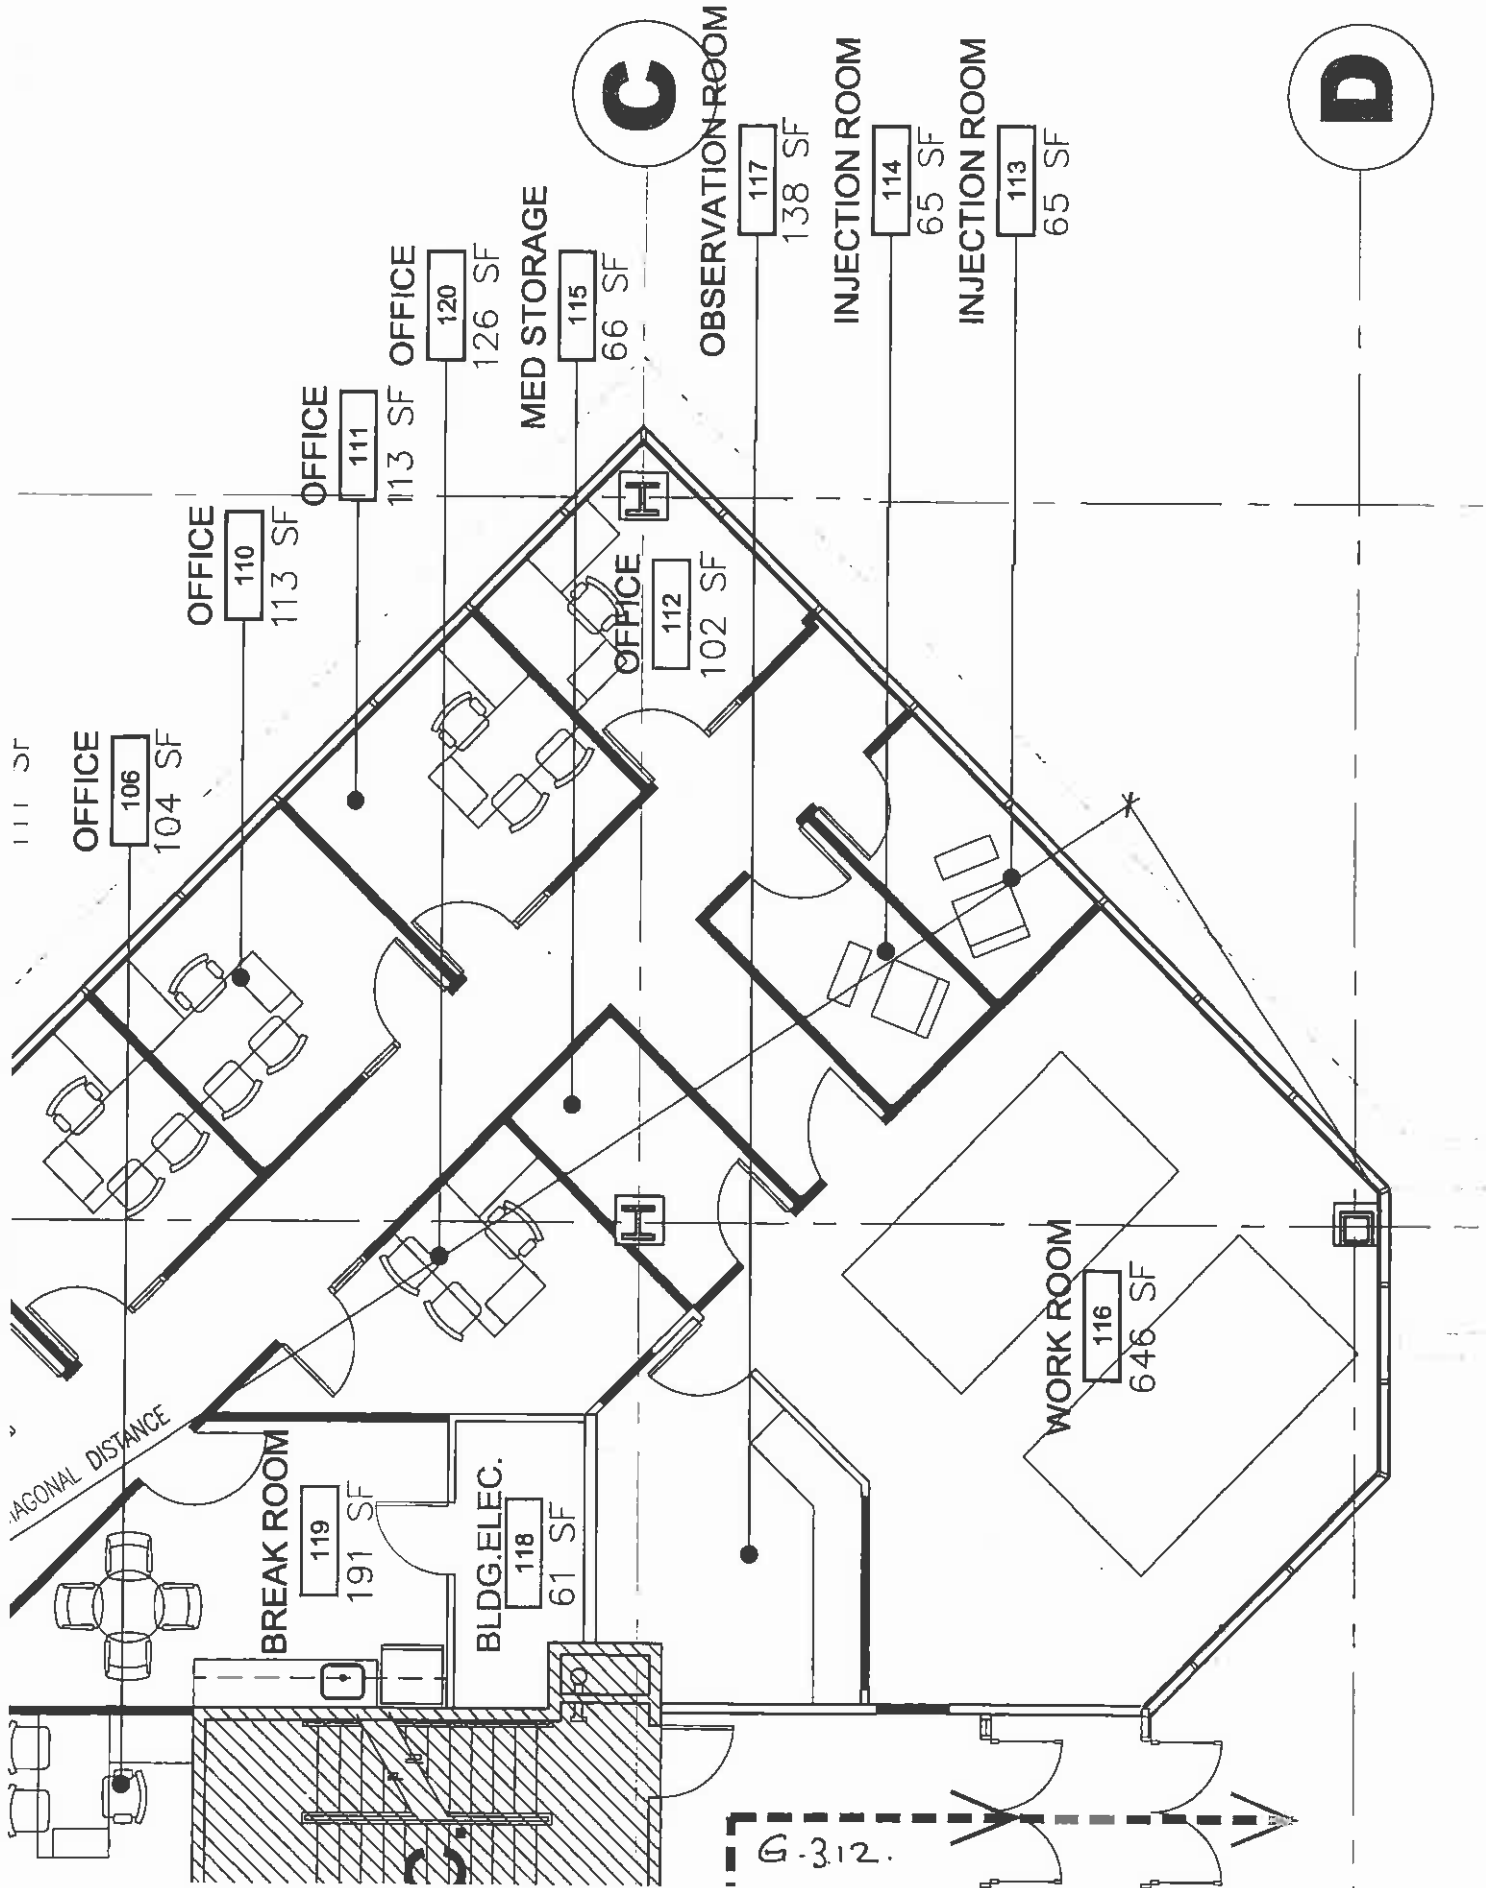 C
D
OBSERVATION ROOM
117
138 SF
INJECTION ROOM
114
65 SF
INJECTION ROOM
113
65 SF
MED STORAGE
115
66 SF
OFFICE
120
126 SF
OFFICE
111
113 SF
OFFICE
110
113 SF
OFFICE
112
102 SF
OFFICE
106
104 SF
111 SF
WORK ROOM
116
646 SF
BREAK ROOM
119
191 SF
BLDG.ELEC.
118
61 SF
IAGONAL DISTANCE
G-3.12.